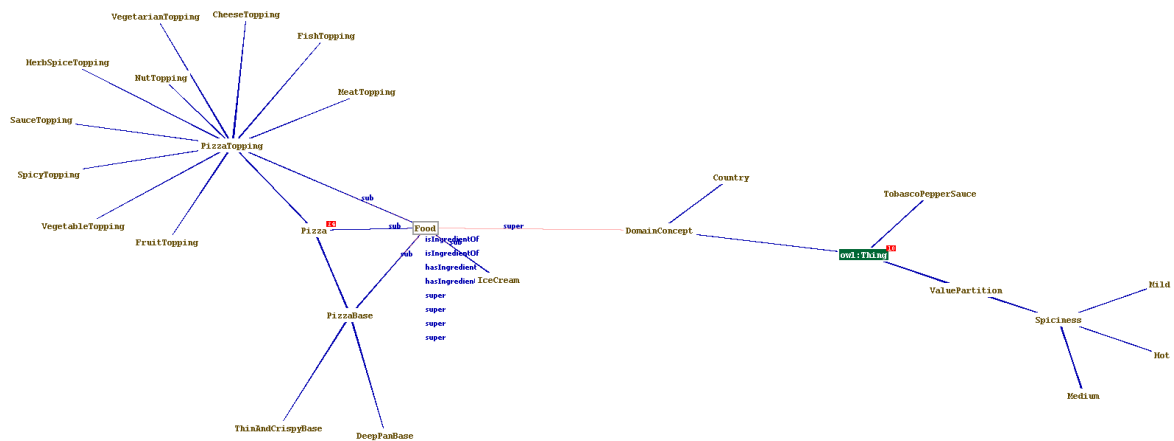 CheeseTopping
VegetarianTopping
FishTopping
HerbSpiceTopping
NutTopping
MeatTopping
SauceTopping
PizzaTopping
SpicyTopping
Country
TobascoPepperSauce
sub
VegetableTopping
FruitTopping
Pizza
sub
Food
super
DomainConcept
isIngredientOf
sub
isIngredientOf
sub
owl:Thing
hasIngredient
hasIngredient
IceCream
ValuePartition
Mild
super
super
PizzaBase
Spiciness
super
super
Hot
Medium
ThinAndCrispyBase
DeepPanBase